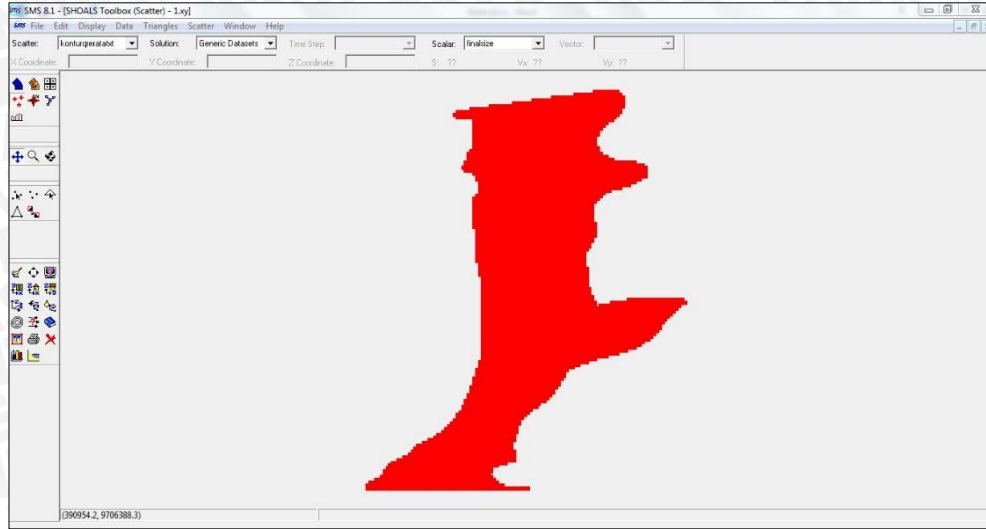 SMS 8.1 - [SHOALS Toolbox (Scatter) - 1.xy]
File Edit Display Data Triangles Scatter Window Help
Scatter: konturqreratatxt Solution: Generic Datasets Time Step: Scalar: finalsize Vector:
X Coordinate: Y Coordinate: Z Coordinate: S: ?? Vx: ?? Vy: ??
(390954.2, 9706388.3)